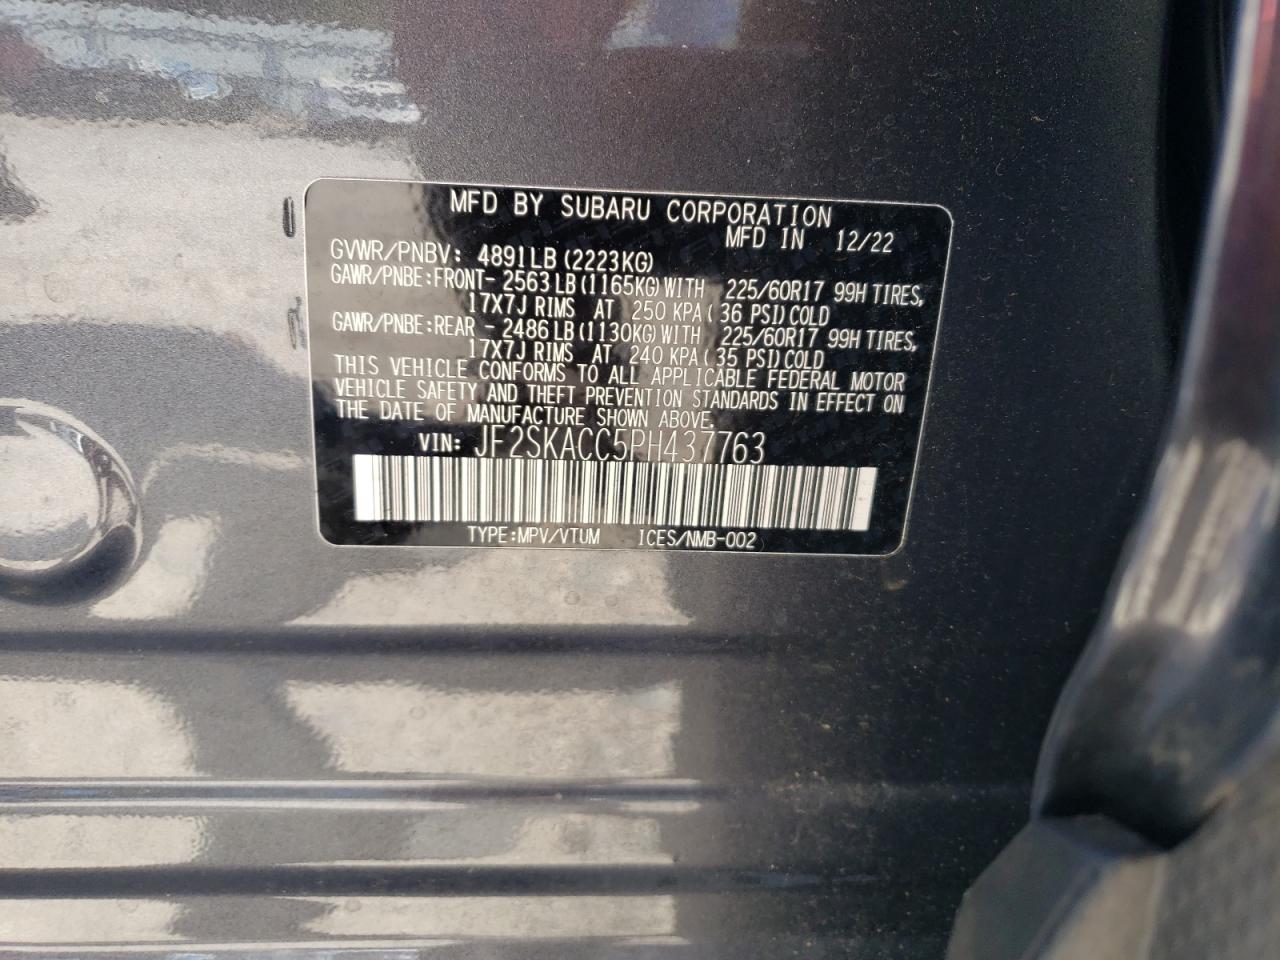 MFD BY SUBARU CORPORATION
MFD IN 12/22
GVWR/PNBV: 4891LB (2223KG)
GAWR/PNBE:FRONT- 2563LB(1165KG)WITH 225/60R17 99H TIRES,
17X7J RIMS AT 250 KPA( 36 PSI)COLD
GAWR/PNBE:REAR - 2486LB(1130KG)WITH 225/60R17 99H TIRES,
17X7J RIMS AT 240 KPA(35 PSI)COLD
THIS VEHICLE CONFORMS TO ALL APPLICABLE FEDERAL MOTOR
VEHICLE SAFETY AND THEFT PREVENTION STANDARDS IN EFFECT ON
THE DATE OF MANUFACTURE SHOWN ABOVE.
VIN: JF2SKACC5PH437763
TYPE:MPV/VTUM ICES/NMB-002